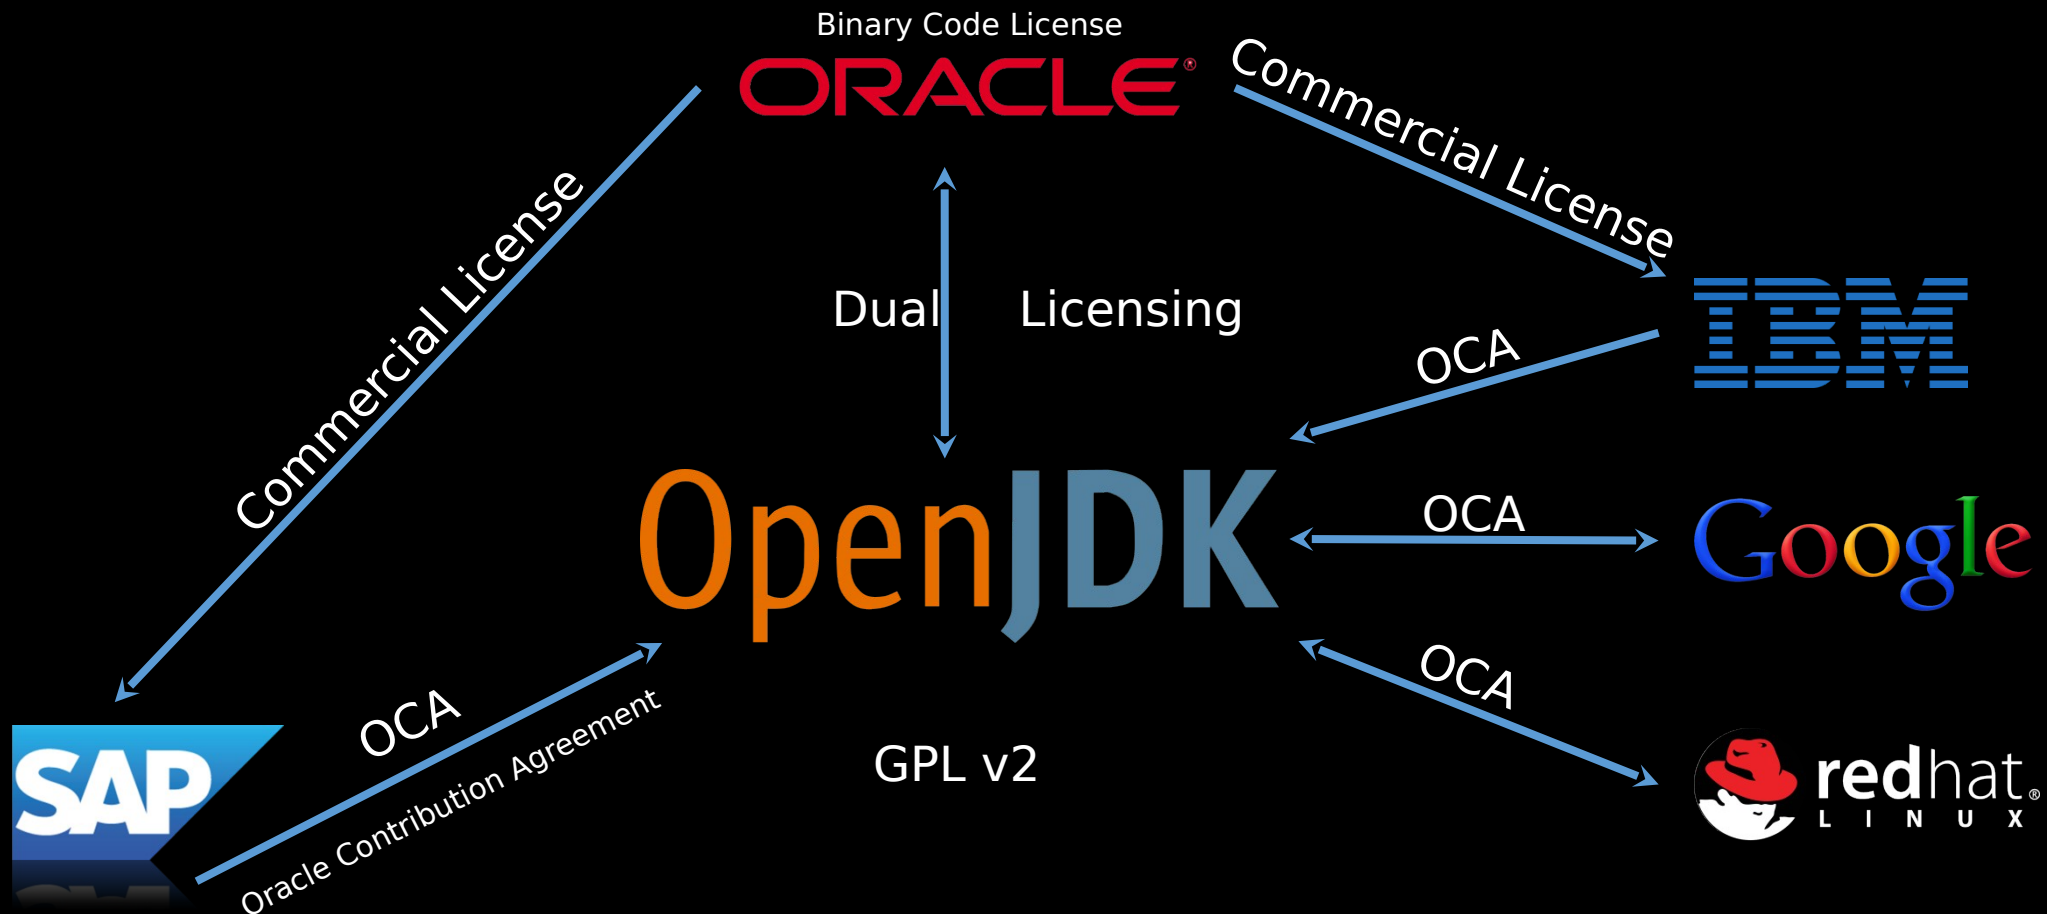 Binary Code License
ORACLE®
Commercial License
Commercial License
Dual Licensing
IBM
OCA
OpenJDK
OCA
Google
OCA
OCA
Oracle Contribution Agreement
GPL v2
SAP
redhat®
LINUX